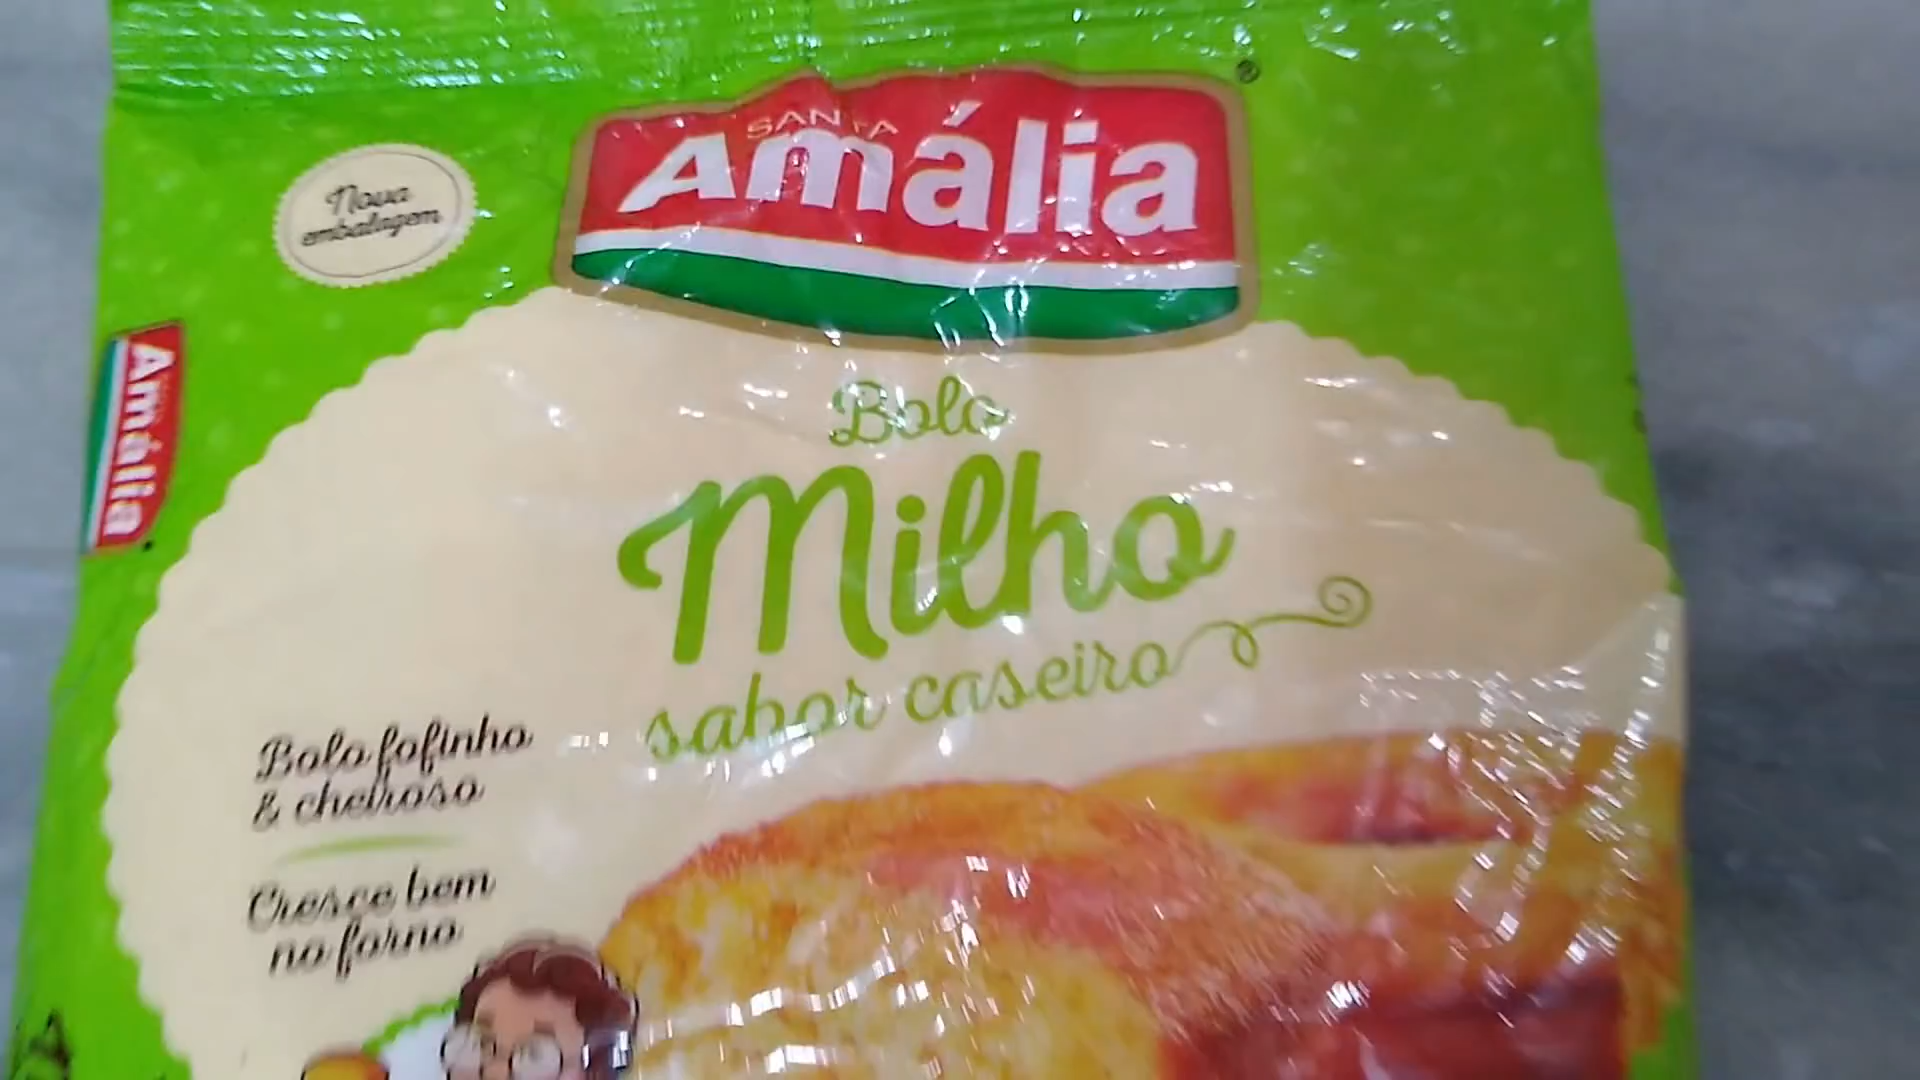 SANTA
Amália
®
Nova
embalagem
Amália
Bolo
Milho
sabor caseiro
Bolo fofinho
& cheiroso
Cresce bem
no forno